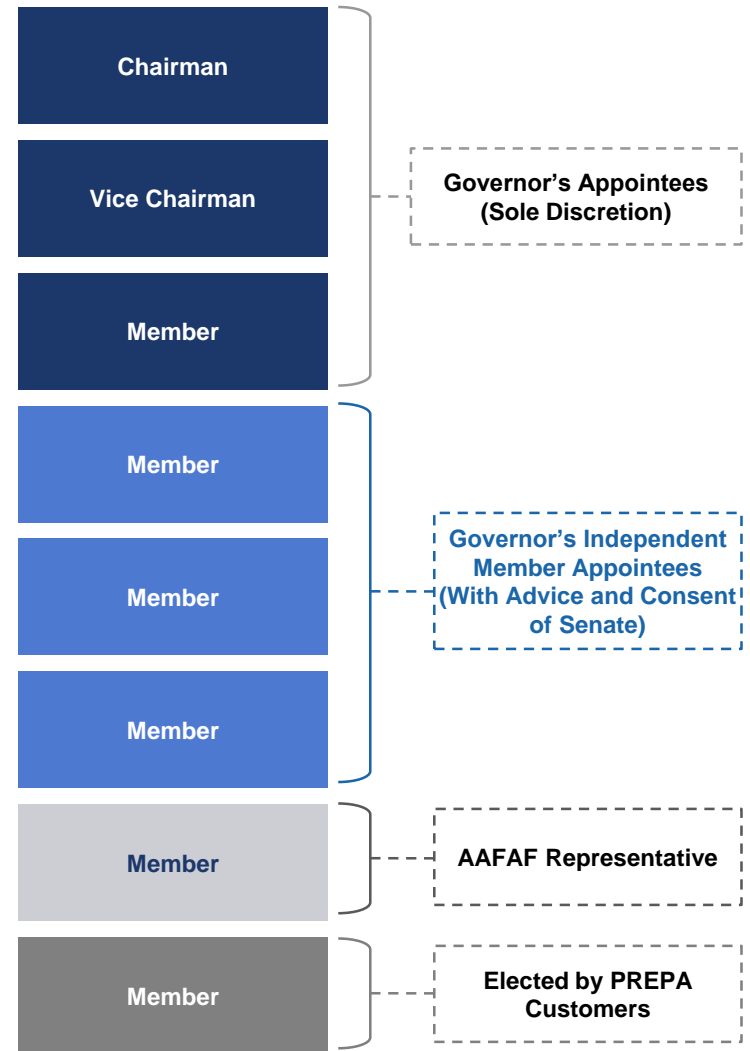 Chairman
Vice Chairman
Governor’s Appointees
(Sole Discretion)
Member
Member
Member
Governor’s Independent
Member Appointees
(With Advice and Consent
of Senate)
Member
Member
AAFAF Representative
Member
Elected by PREPA
Customers